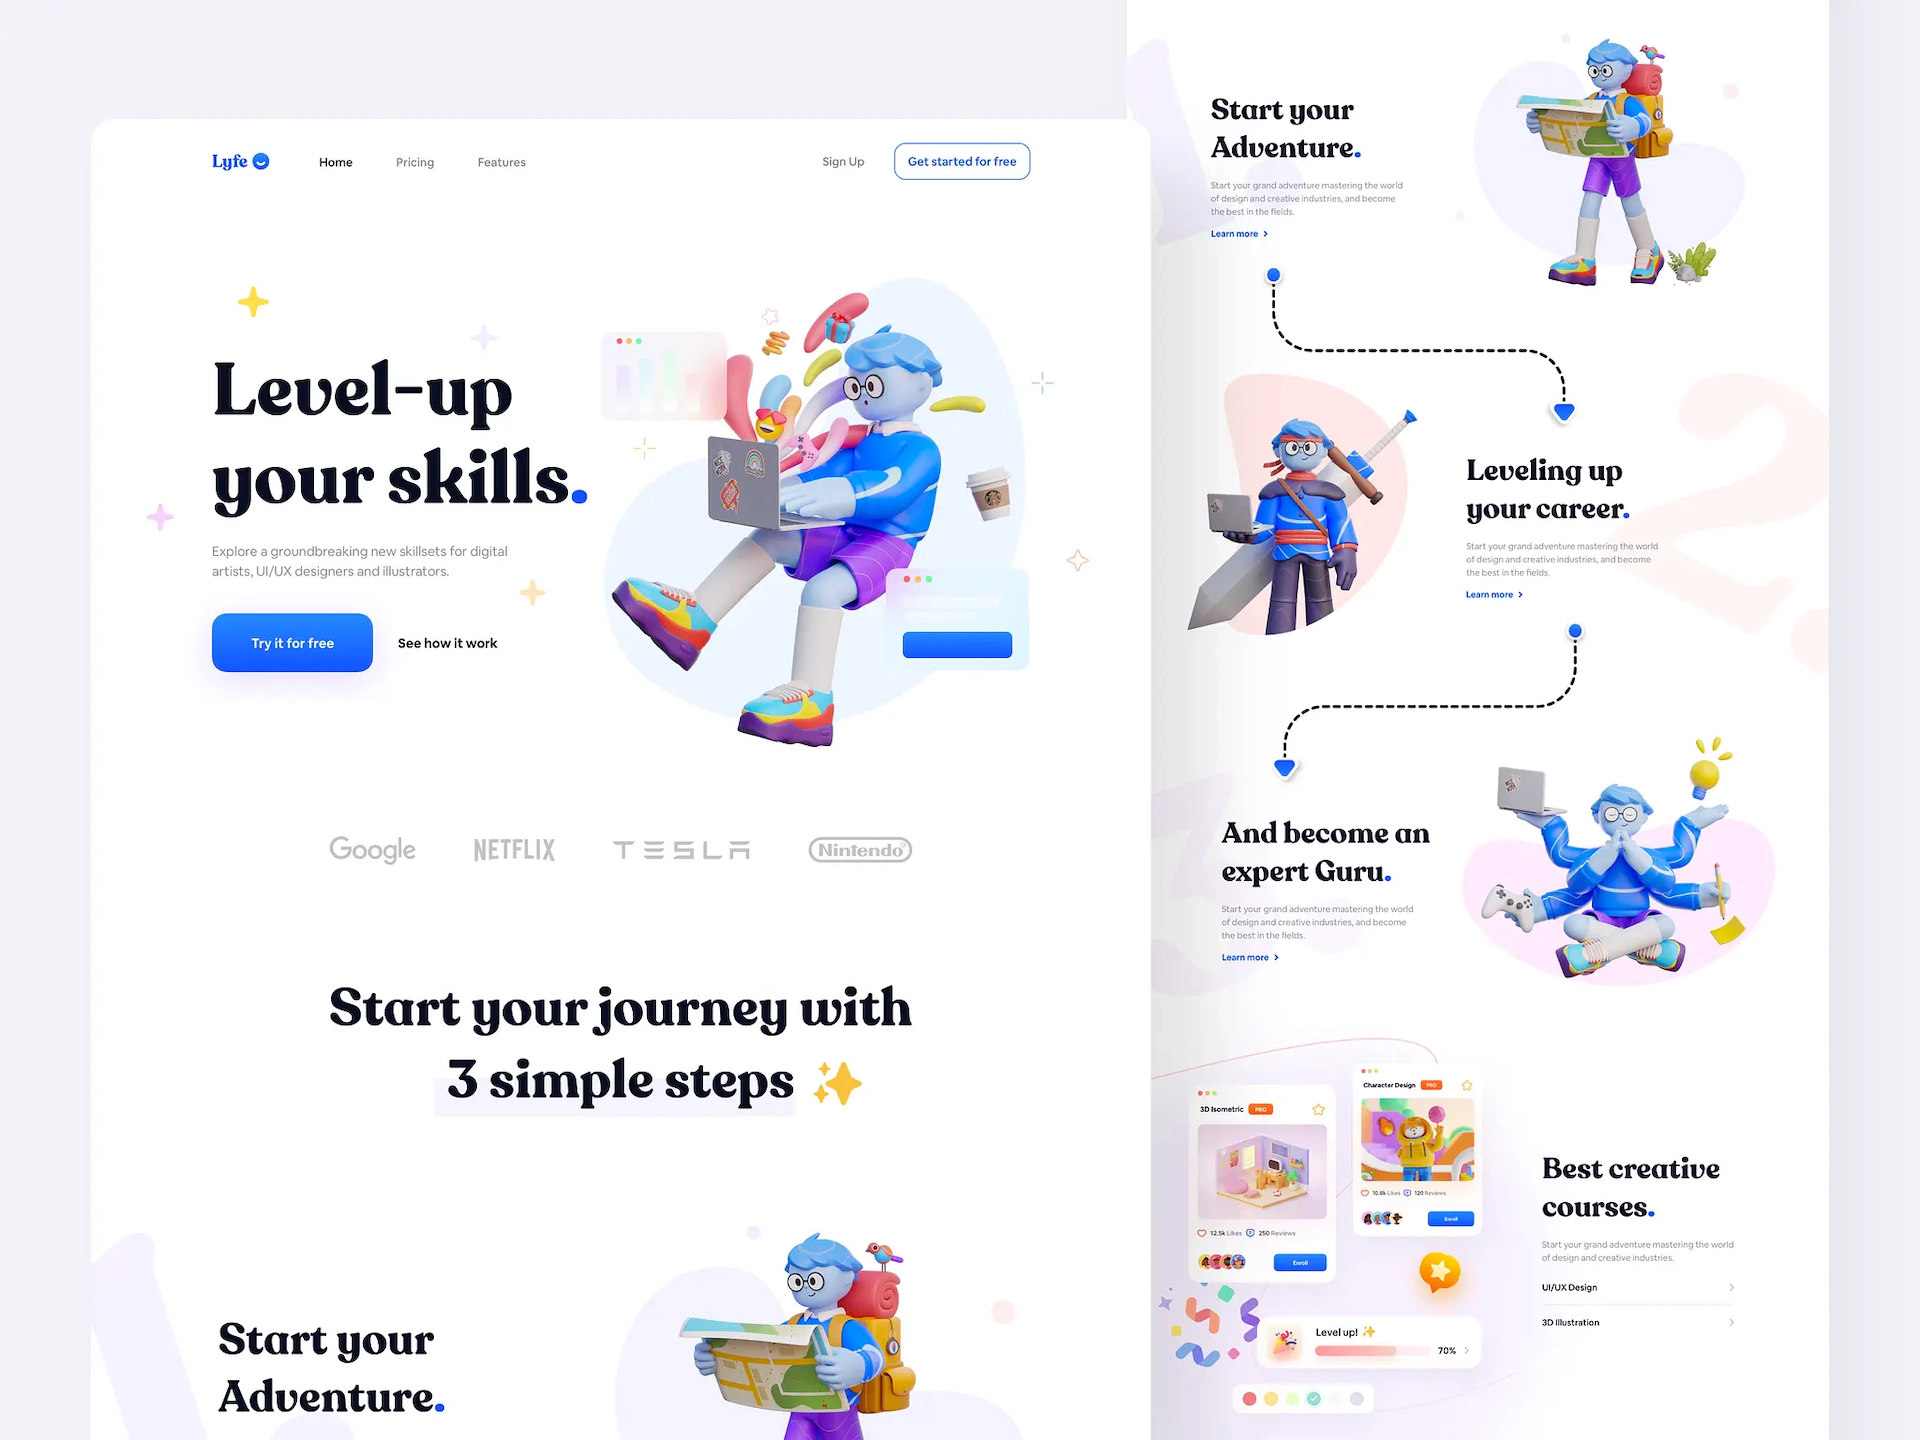 Lyfe
Home
Pricing
Features
Sign Up
Get started for free
Level-up
your skills.
Explore a groundbreaking new skillsets for digital
artists, UI/UX designers and illustrators.
Try it for free
See how it work
Google
NETFLIX
TESLA
Nintendo
Start your journey with
3 simple steps
Start your
Adventure.
Start your
Adventure.
Start your grand adventure mastering the world
of design and creative industries, and become
the best in the fields.
Learn more
2.
Leveling up
your career.
Start your grand adventure mastering the world
of design and creative industries, and become
the best in the fields.
Learn more
And become an
expert Guru.
Start your grand adventure mastering the world
of design and creative industries, and become
the best in the fields.
Learn more
3D Isometric
PRO
12.5k Likes
250 Reviews
Enroll
Character Design
PRO
10.8k Likes
120 Reviews
Enroll
Level up!
70%
Best creative
courses.
Start your grand adventure mastering the world
of design and creative industries.
UI/UX Design
3D Illustration